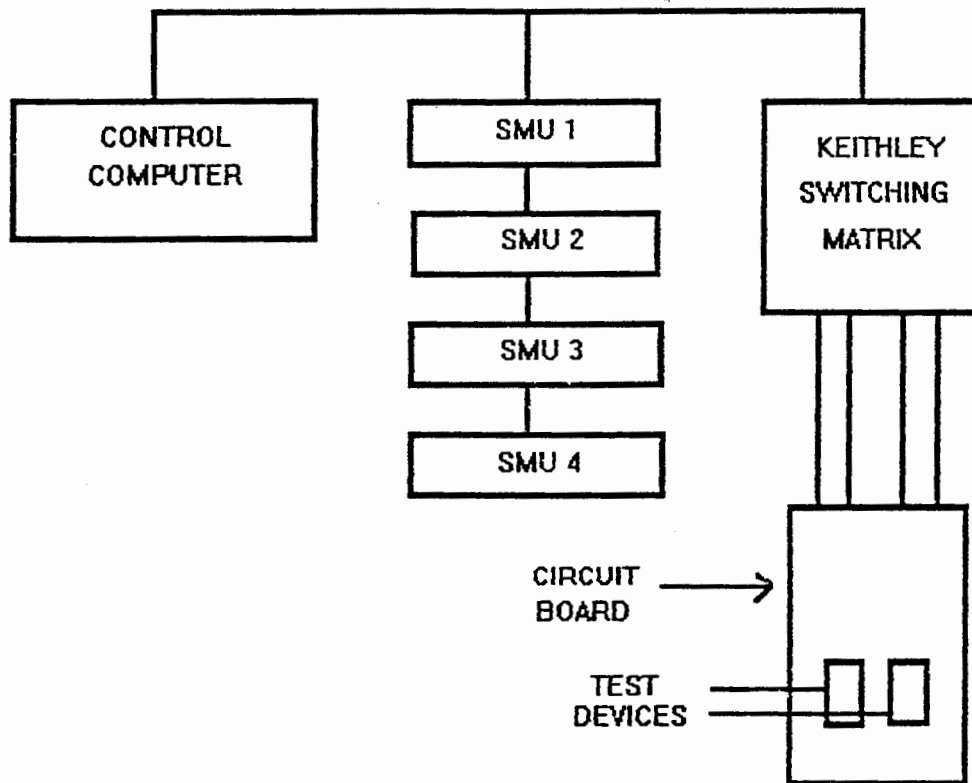 CONTROL
COMPUTER
SMU 1
SMU 2
SMU 3
SMU 4
KEITHLEY
SWITCHING
MATRIX
CIRCUIT
BOARD
TEST
DEVICES